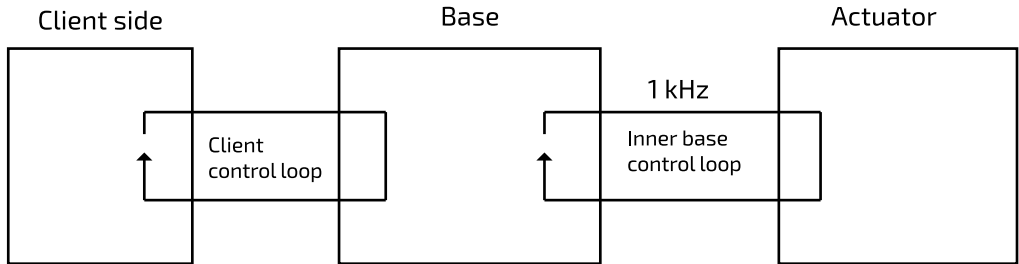 Client side
Base
Actuator
1 kHz
Client
control loop
Inner base
control loop